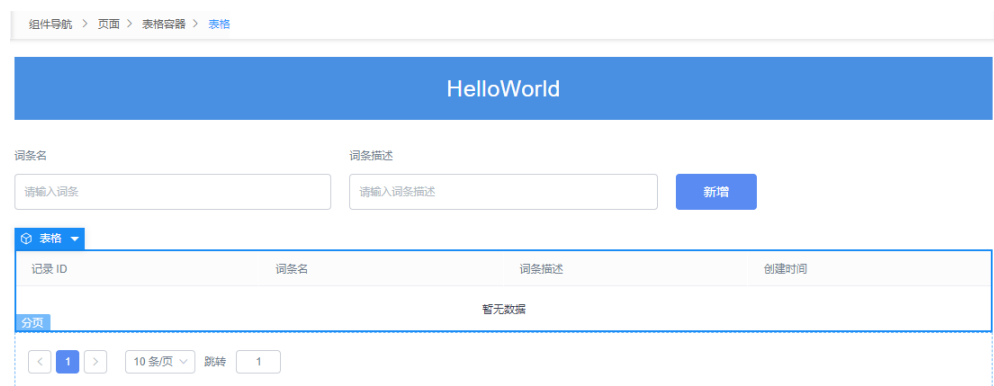 组件导航 > 页面 > 表格容器 > 表格
HelloWorld
词条名 词条描述
请输入词条 请输入词条描述 新增
表格
记录 ID 词条名 词条描述 创建时间
暂无数据
分页
< 1 > 10 条/页 跳转 1